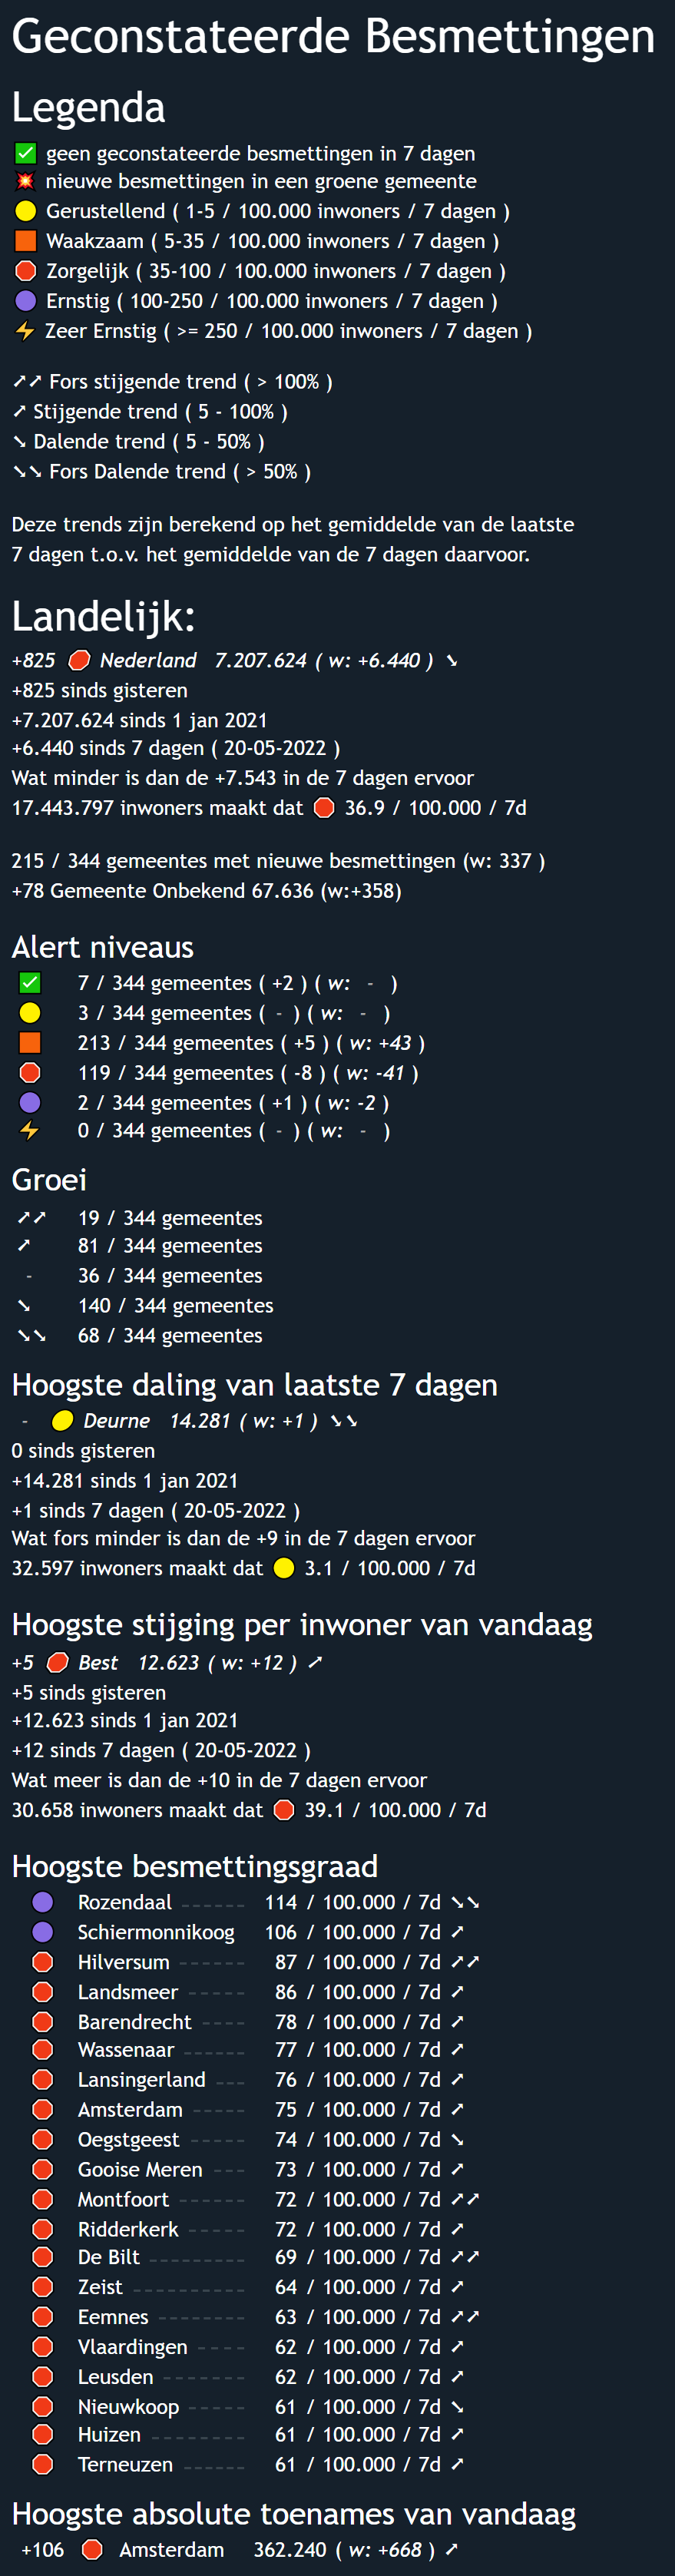 Geconstateerde Besmettingen
Legenda
✅ geen geconstateerde besmettingen in 7 dagen
💥 nieuwe besmettingen in een groene gemeente
🟡 Gerustellend ( 1-5 / 100.000 inwoners / 7 dagen )
🟧 Waakzaam ( 5-35 / 100.000 inwoners / 7 dagen )
🛑 Zorgelijk ( 35-100 / 100.000 inwoners / 7 dagen )
🟣 Ernstig ( 100-250 / 100.000 inwoners / 7 dagen )
⚡ Zeer Ernstig ( >= 250 / 100.000 inwoners / 7 dagen )
➚➚ Fors stijgende trend ( > 100% )
➚ Stijgende trend ( 5 - 100% )
➘ Dalende trend ( 5 - 50% )
➘➘ Fors Dalende trend ( > 50% )
Deze trends zijn berekend op het gemiddelde van de laatste
7 dagen t.o.v. het gemiddelde van de 7 dagen daarvoor.
Landelijk:
+825 🛑 Nederland 7.207.624 ( w: +6.440 ) ➘
+825 sinds gisteren
+7.207.624 sinds 1 jan 2021
+6.440 sinds 7 dagen ( 20-05-2022 )
Wat minder is dan de +7.543 in de 7 dagen ervoor
17.443.797 inwoners maakt dat 🛑 36.9 / 100.000 / 7d
215 / 344 gemeentes met nieuwe besmettingen (w: 337 )
+78 Gemeente Onbekend 67.636 (w:+358)
Alert niveaus
✅ 7 / 344 gemeentes ( +2 ) ( w: - )
🟡 3 / 344 gemeentes ( - ) ( w: - )
🟧 213 / 344 gemeentes ( +5 ) ( w: +43 )
🛑 119 / 344 gemeentes ( -8 ) ( w: -41 )
🟣 2 / 344 gemeentes ( +1 ) ( w: -2 )
⚡ 0 / 344 gemeentes ( - ) ( w: - )
Groei
➚➚ 19 / 344 gemeentes
➚ 81 / 344 gemeentes
- 36 / 344 gemeentes
➘ 140 / 344 gemeentes
➘➘ 68 / 344 gemeentes
Hoogste daling van laatste 7 dagen
- 🟡 Deurne 14.281 ( w: +1 ) ➘➘
0 sinds gisteren
+14.281 sinds 1 jan 2021
+1 sinds 7 dagen ( 20-05-2022 )
Wat fors minder is dan de +9 in de 7 dagen ervoor
32.597 inwoners maakt dat 🟡 3.1 / 100.000 / 7d
Hoogste stijging per inwoner van vandaag
+5 🛑 Best 12.623 ( w: +12 ) ➚
+5 sinds gisteren
+12.623 sinds 1 jan 2021
+12 sinds 7 dagen ( 20-05-2022 )
Wat meer is dan de +10 in de 7 dagen ervoor
30.658 inwoners maakt dat 🛑 39.1 / 100.000 / 7d
Hoogste besmettingsgraad
🟣 Rozendaal ------ 114 / 100.000 / 7d ➘➘
🟣 Schiermonnikoog 106 / 100.000 / 7d ➚
🛑 Hilversum ------ 87 / 100.000 / 7d ➚➚
🛑 Landsmeer ----- 86 / 100.000 / 7d ➚
🛑 Barendrecht ---- 78 / 100.000 / 7d ➚
🛑 Wassenaar ------ 77 / 100.000 / 7d ➚
🛑 Lansingerland --- 76 / 100.000 / 7d ➚
🛑 Amsterdam ----- 75 / 100.000 / 7d ➚
🛑 Oegstgeest ----- 74 / 100.000 / 7d ➘
🛑 Gooise Meren --- 73 / 100.000 / 7d ➚
🛑 Montfoort ------ 72 / 100.000 / 7d ➚➚
🛑 Ridderkerk ----- 72 / 100.000 / 7d ➚
🛑 De Bilt --------- 69 / 100.000 / 7d ➚➚
🛑 Zeist ---------- 64 / 100.000 / 7d ➚
🛑 Eemnes -------- 63 / 100.000 / 7d ➚➚
🛑 Vlaardingen ---- 62 / 100.000 / 7d ➚
🛑 Leusden ------- 62 / 100.000 / 7d ➚
🛑 Nieuwkoop ----- 61 / 100.000 / 7d ➘
🛑 Huizen -------- 61 / 100.000 / 7d ➚
🛑 Terneuzen ------ 61 / 100.000 / 7d ➚
Hoogste absolute toenames van vandaag
+106 🛑 Amsterdam 362.240 ( w: +668 ) ➚